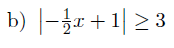 b) |−½x + 1| ≥ 3